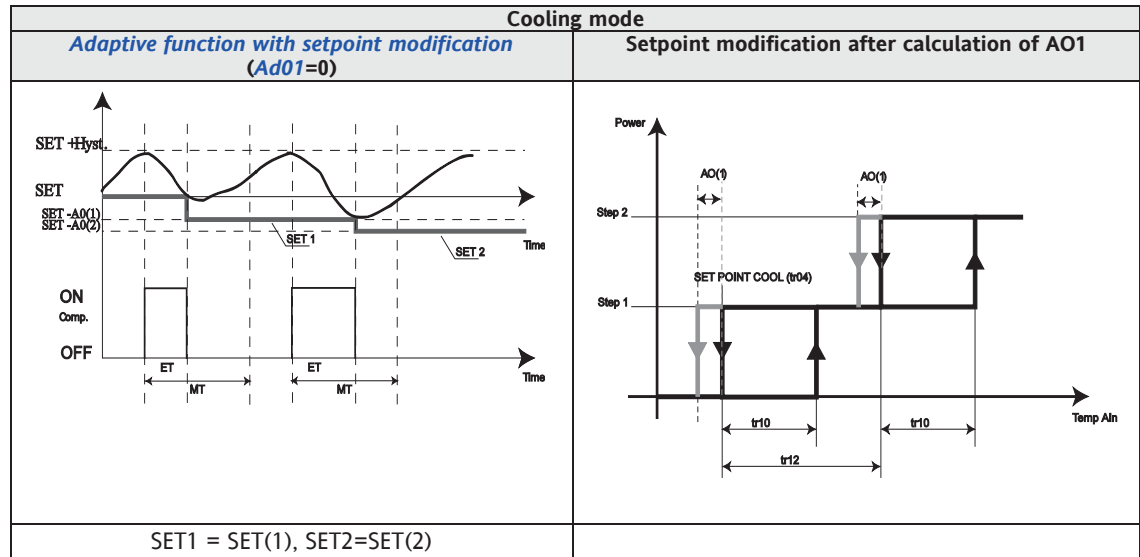 Cooling mode
Adaptive function with setpoint modification
(Ad01=0)
Setpoint modification after calculation of AO1
SET +Hyst.
SET
SET -A0(1)
SET -A0(2)
SET 1
SET 2
Time
ON
Comp.
OFF
ET
ET
MT
MT
Time
Power
AO(1)
AO(1)
Step 2
SET POINT COOL (tr04)
Step 1
Temp AIn
tr10
tr10
tr12
SET1 = SET(1), SET2=SET(2)